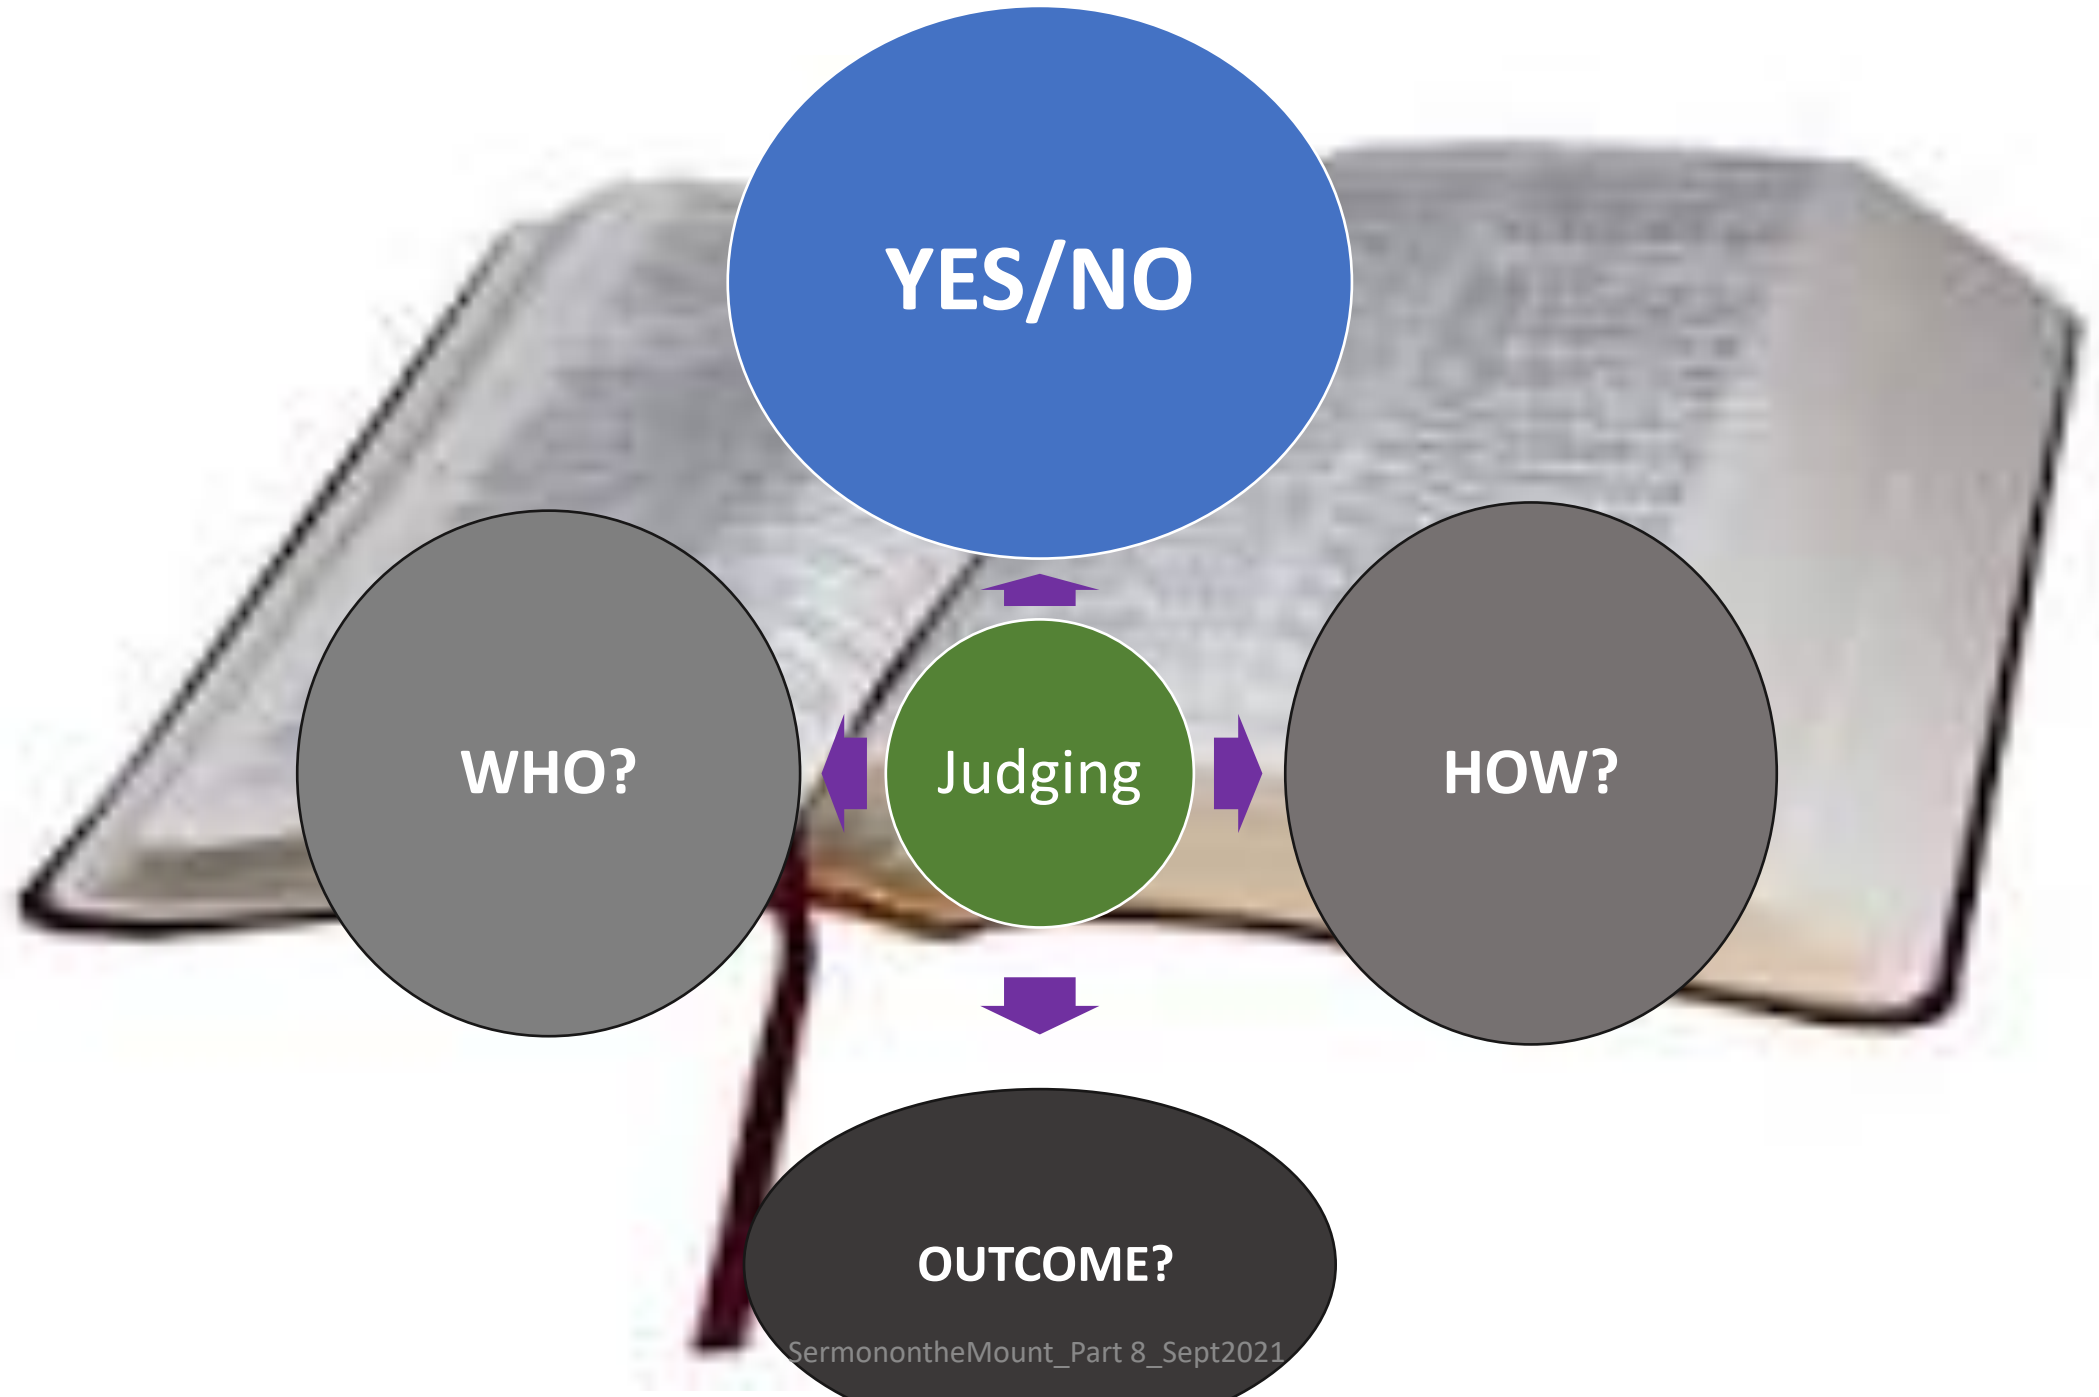 YES/NO
WHO?
Judging
HOW?
OUTCOME?
SermonontheMount_Part 8_Sept2021